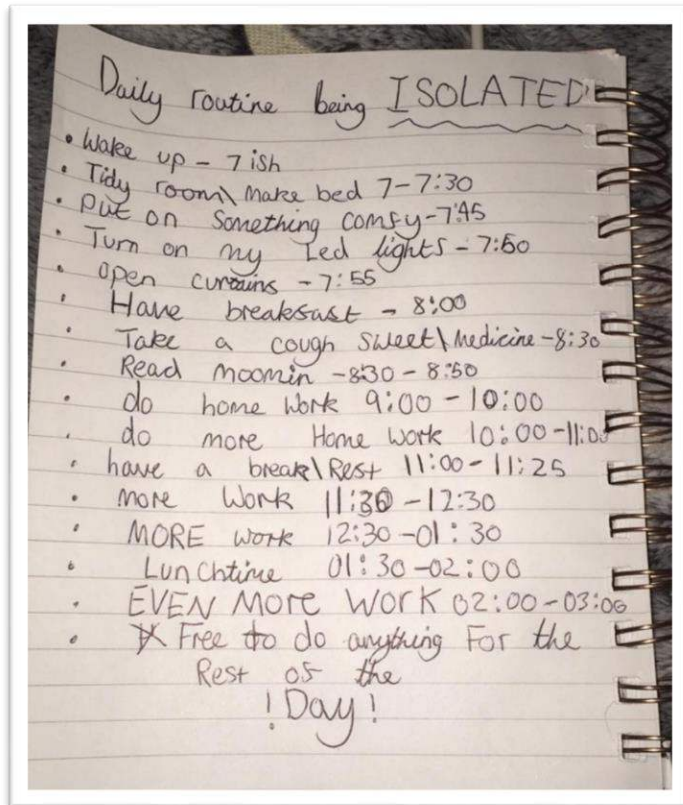 Daily routine being ISOLATED
• Wake up - 7ish
• Tidy room\Make bed 7-7:30
• Put on Something comfy-7:45
• Turn on my Led lights - 7:50
• open curtains - 7:55
• Have breakfast - 8:00
• Take a cough sweet\Medicine-8:30
• Read moomin -8:30 - 8:50
• do home work 9:00 - 10:00
• do more Home work 10:00-11:00
• have a break\Rest 11:00-11:25
• more Work 11:30 -12:30
• MORE work 12:30-01:30
• Lunchtime 01:30-02:00
• EVEN MORE WORK 02:00-03:00
• Free to do anything For the
Rest of the
! Day !